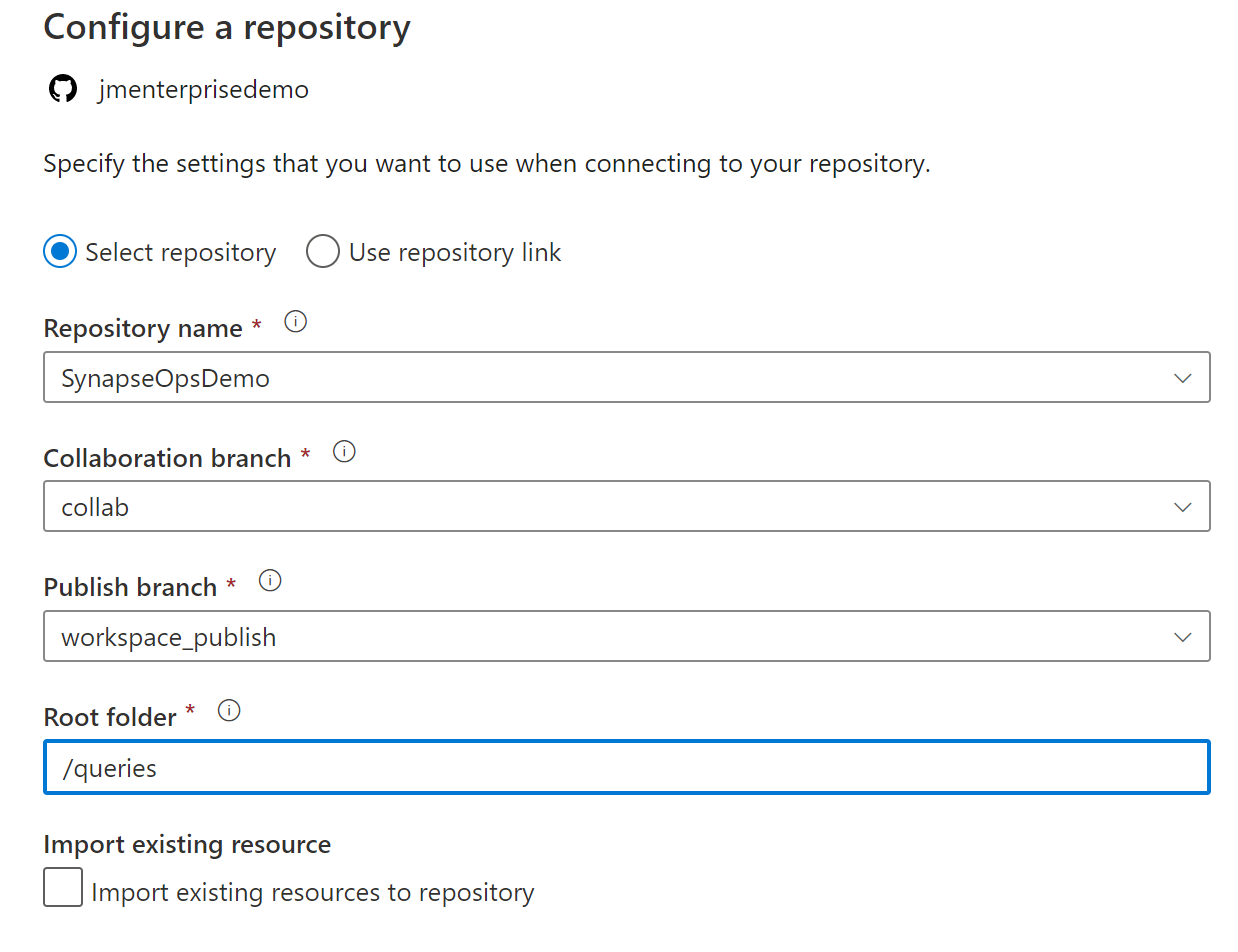 Configure a repository
jmenterprisedemo
Specify the settings that you want to use when connecting to your repository.
Select repository Use repository link
Repository name *
SynapseOpsDemo
Collaboration branch *
collab
Publish branch *
workspace_publish
Root folder *
/queries
Import existing resource
Import existing resources to repository